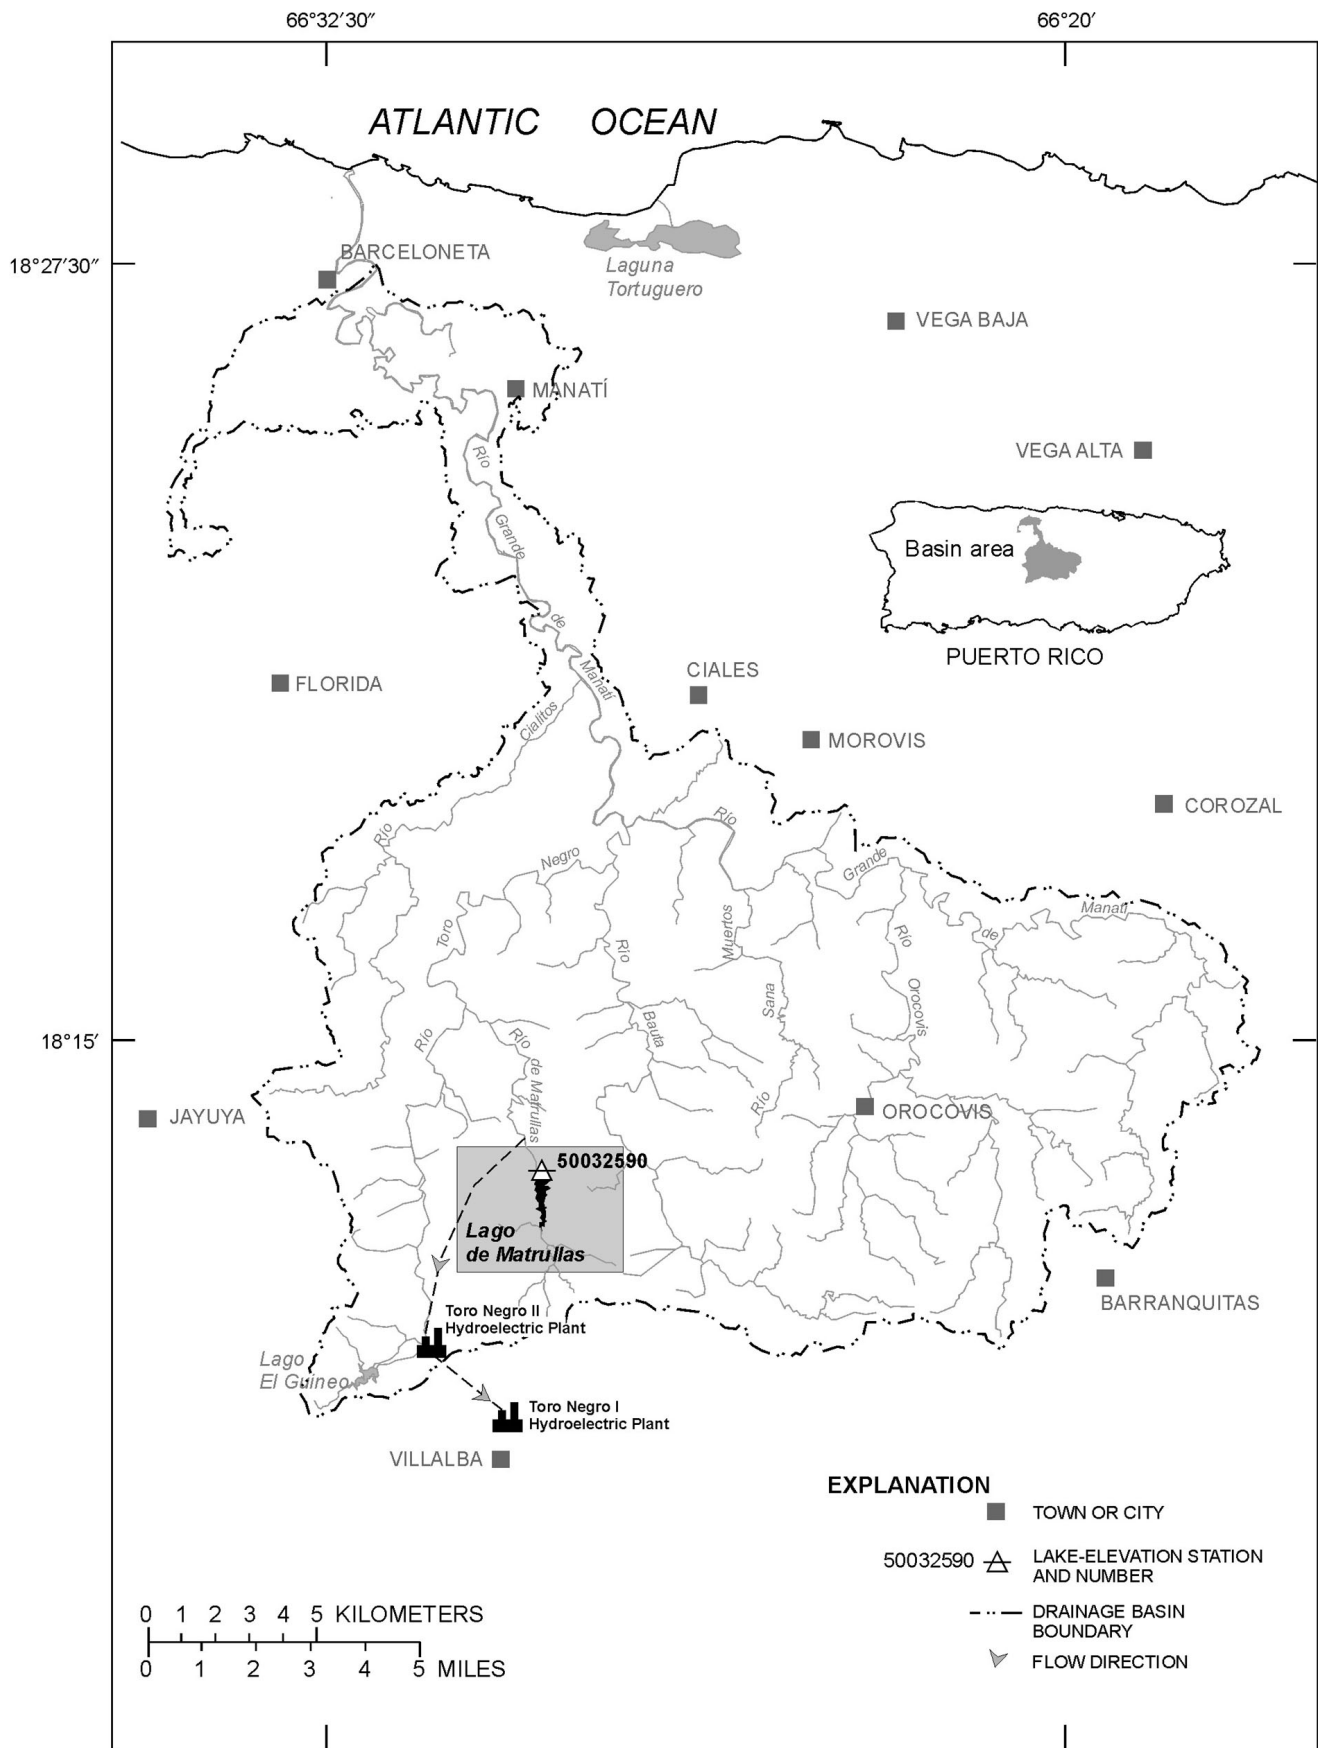 66°32′30″
66°20′
ATLANTIC OCEAN
18°27′30″
BARCELONETA
Laguna
Tortuguero
VEGA BAJA
MANATÍ
VEGA ALTA
Río
Grande
de
Manatí
Basin area
PUERTO RICO
FLORIDA
CIALES
Cialitos
MOROVIS
COROZAL
Río
Río
Negro
Grande
Manatí
Toro
Muertos
Río
Río
de
Sana
Orocovis
18°15′
Río
Río
Bauta
de Matrullas
Río
JAYUYA
OROCOVIS
50032590
Lago
de Matrullas
BARRANQUITAS
Toro Negro II
Hydroelectric Plant
Lago
El Guineo
Toro Negro I
Hydroelectric Plant
VILLALBA
EXPLANATION
TOWN OR CITY
50032590 LAKE-ELEVATION STATION
AND NUMBER
DRAINAGE BASIN
BOUNDARY
FLOW DIRECTION
0 1 2 3 4 5 KILOMETERS
0 1 2 3 4 5 MILES